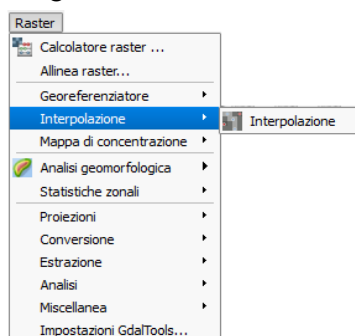 Raster
Calcolatore raster ...
Allinea raster...
Georeferenziatore
Interpolazione
Interpolazione
Mappa di concentrazione
Analisi geomorfologica
Statistiche zonali
Proiezioni
Conversione
Estrazione
Analisi
Miscellanea
Impostazioni GdalTools...